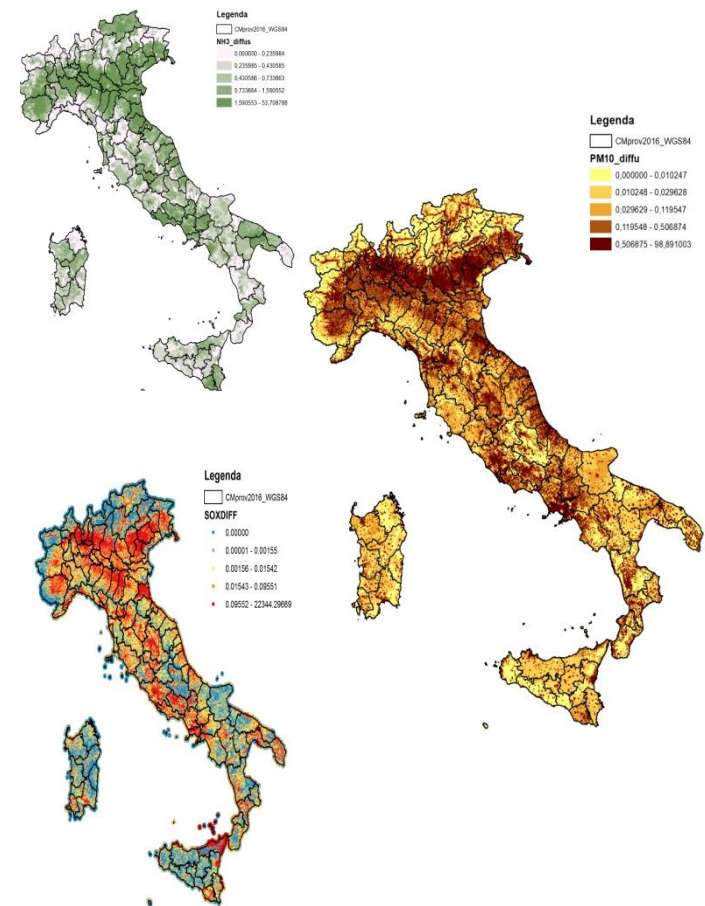 Legenda
CMprov2016_WGS84
NH3_diffus
0,000000 - 0,235984
0,235985 - 0,430585
0,430586 - 0,733663
0,733664 - 1,590552
1,590553 - 53,708788
Legenda
CMprov2016_WGS84
PM10_diffu
0,000000 - 0,010247
0,010248 - 0,029628
0,029629 - 0,119547
0,119548 - 0,506874
0,506875 - 98,891003
Legenda
CMprov2016_WGS84
SOXDIFF
0.00000
0.00001 - 0.00155
0.00156 - 0.01542
0.01543 - 0.09551
0.09552 - 22344.29669